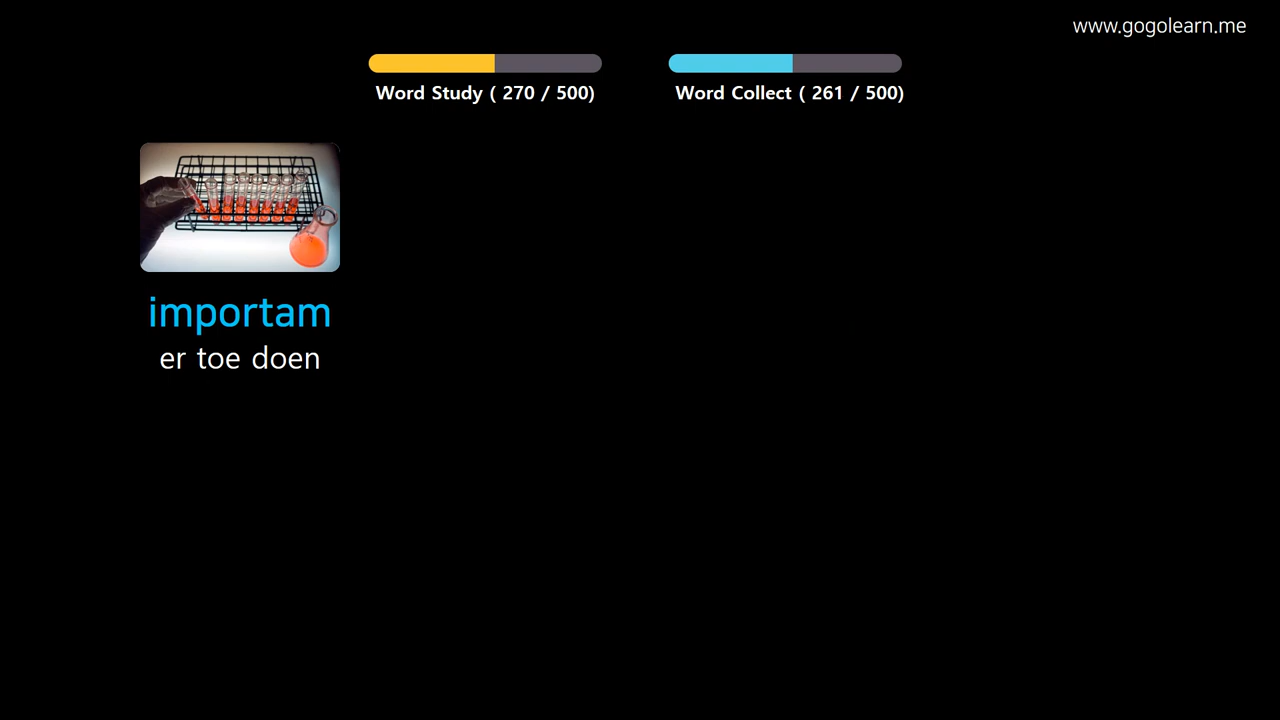 www.gogolearn.me
Word Study ( 270 / 500)
Word Collect ( 261 / 500)
importam
er toe doen